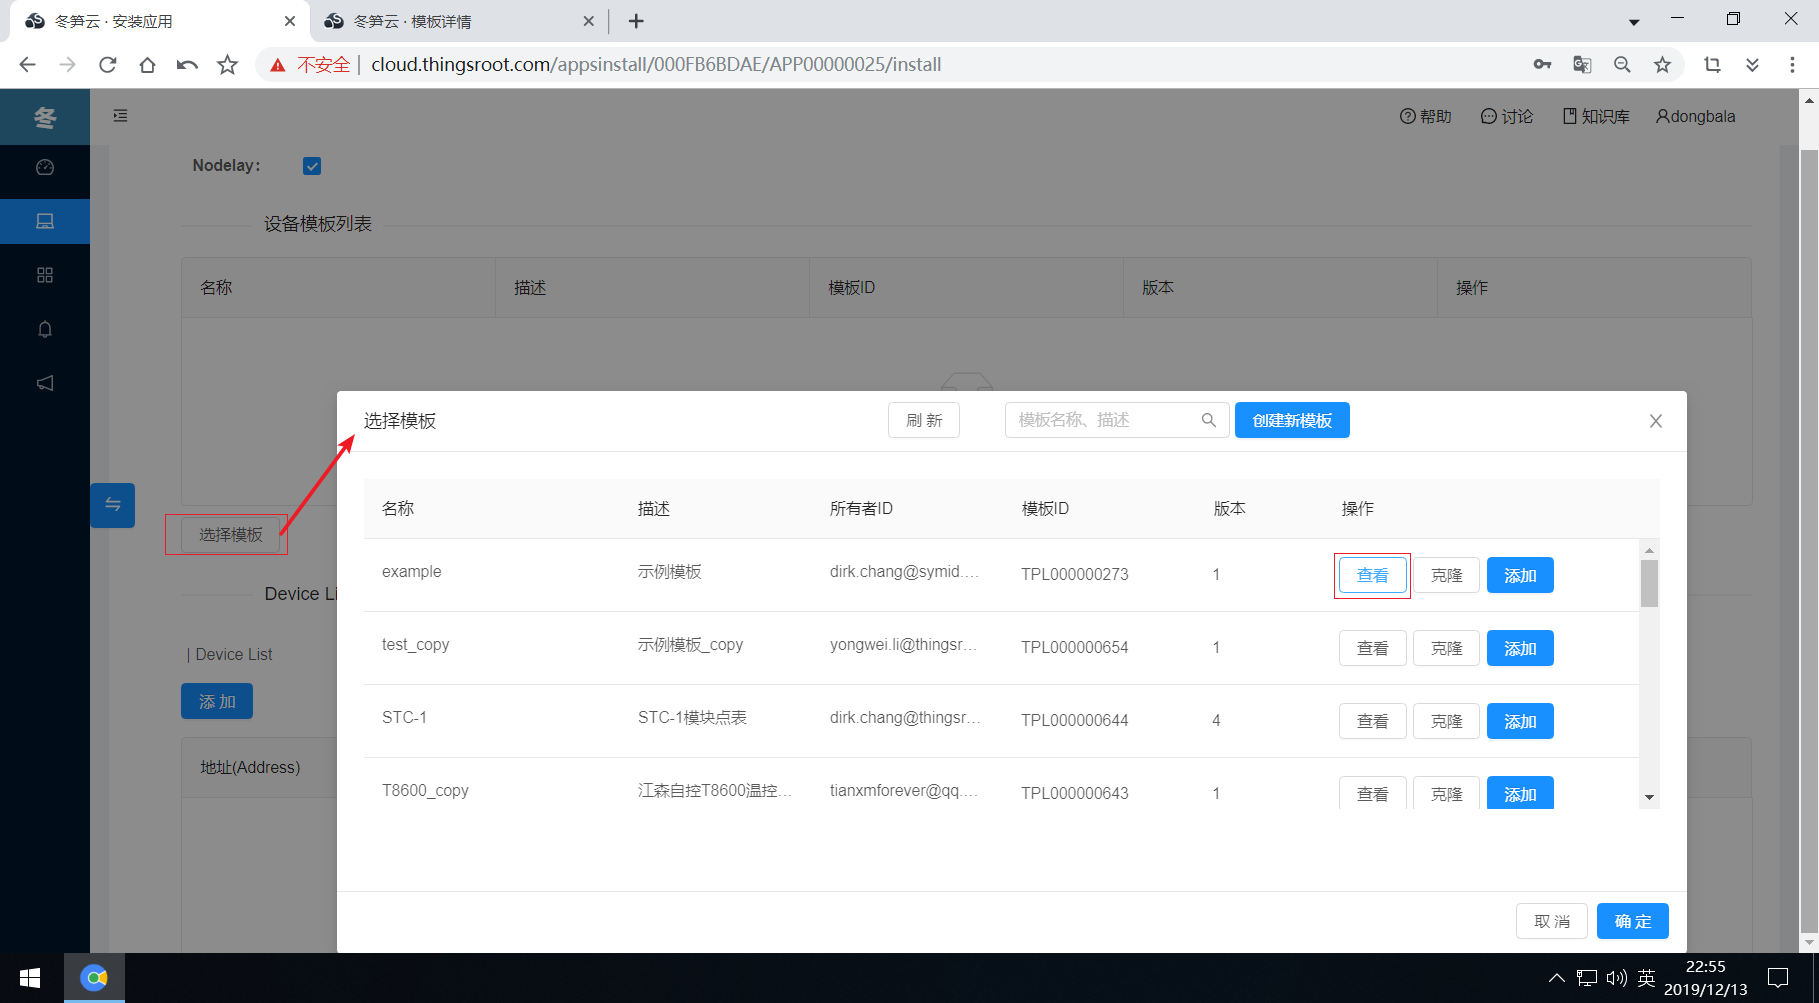 冬笋云 · 安装应用
冬笋云 · 模板详情
不安全 | cloud.thingsroot.com/appsinstall/000FB6BDAE/APP00000025/install
冬
帮助
讨论
知识库
dongbala
Nodelay:
设备模板列表
名称 描述 模板ID 版本 操作
选择模板
刷 新
模板名称、描述
创建新模板
名称 描述 所有者ID 模板ID 版本 操作
example 示例模板 dirk.chang@symid.… TPL000000273 1 查看 克隆 添加
test_copy 示例模板_copy yongwei.li@thingsr… TPL000000654 1 查看 克隆 添加
STC-1 STC-1模块点表 dirk.chang@thingsr… TPL000000644 4 查看 克隆 添加
T8600_copy 江森自控T8600温控… tianxmforever@qq.… TPL000000643 1 查看 克隆 添加
取 消
确 定
选择模板
Device Li
| Device List
添 加
地址(Address)
英
22:55
2019/12/13